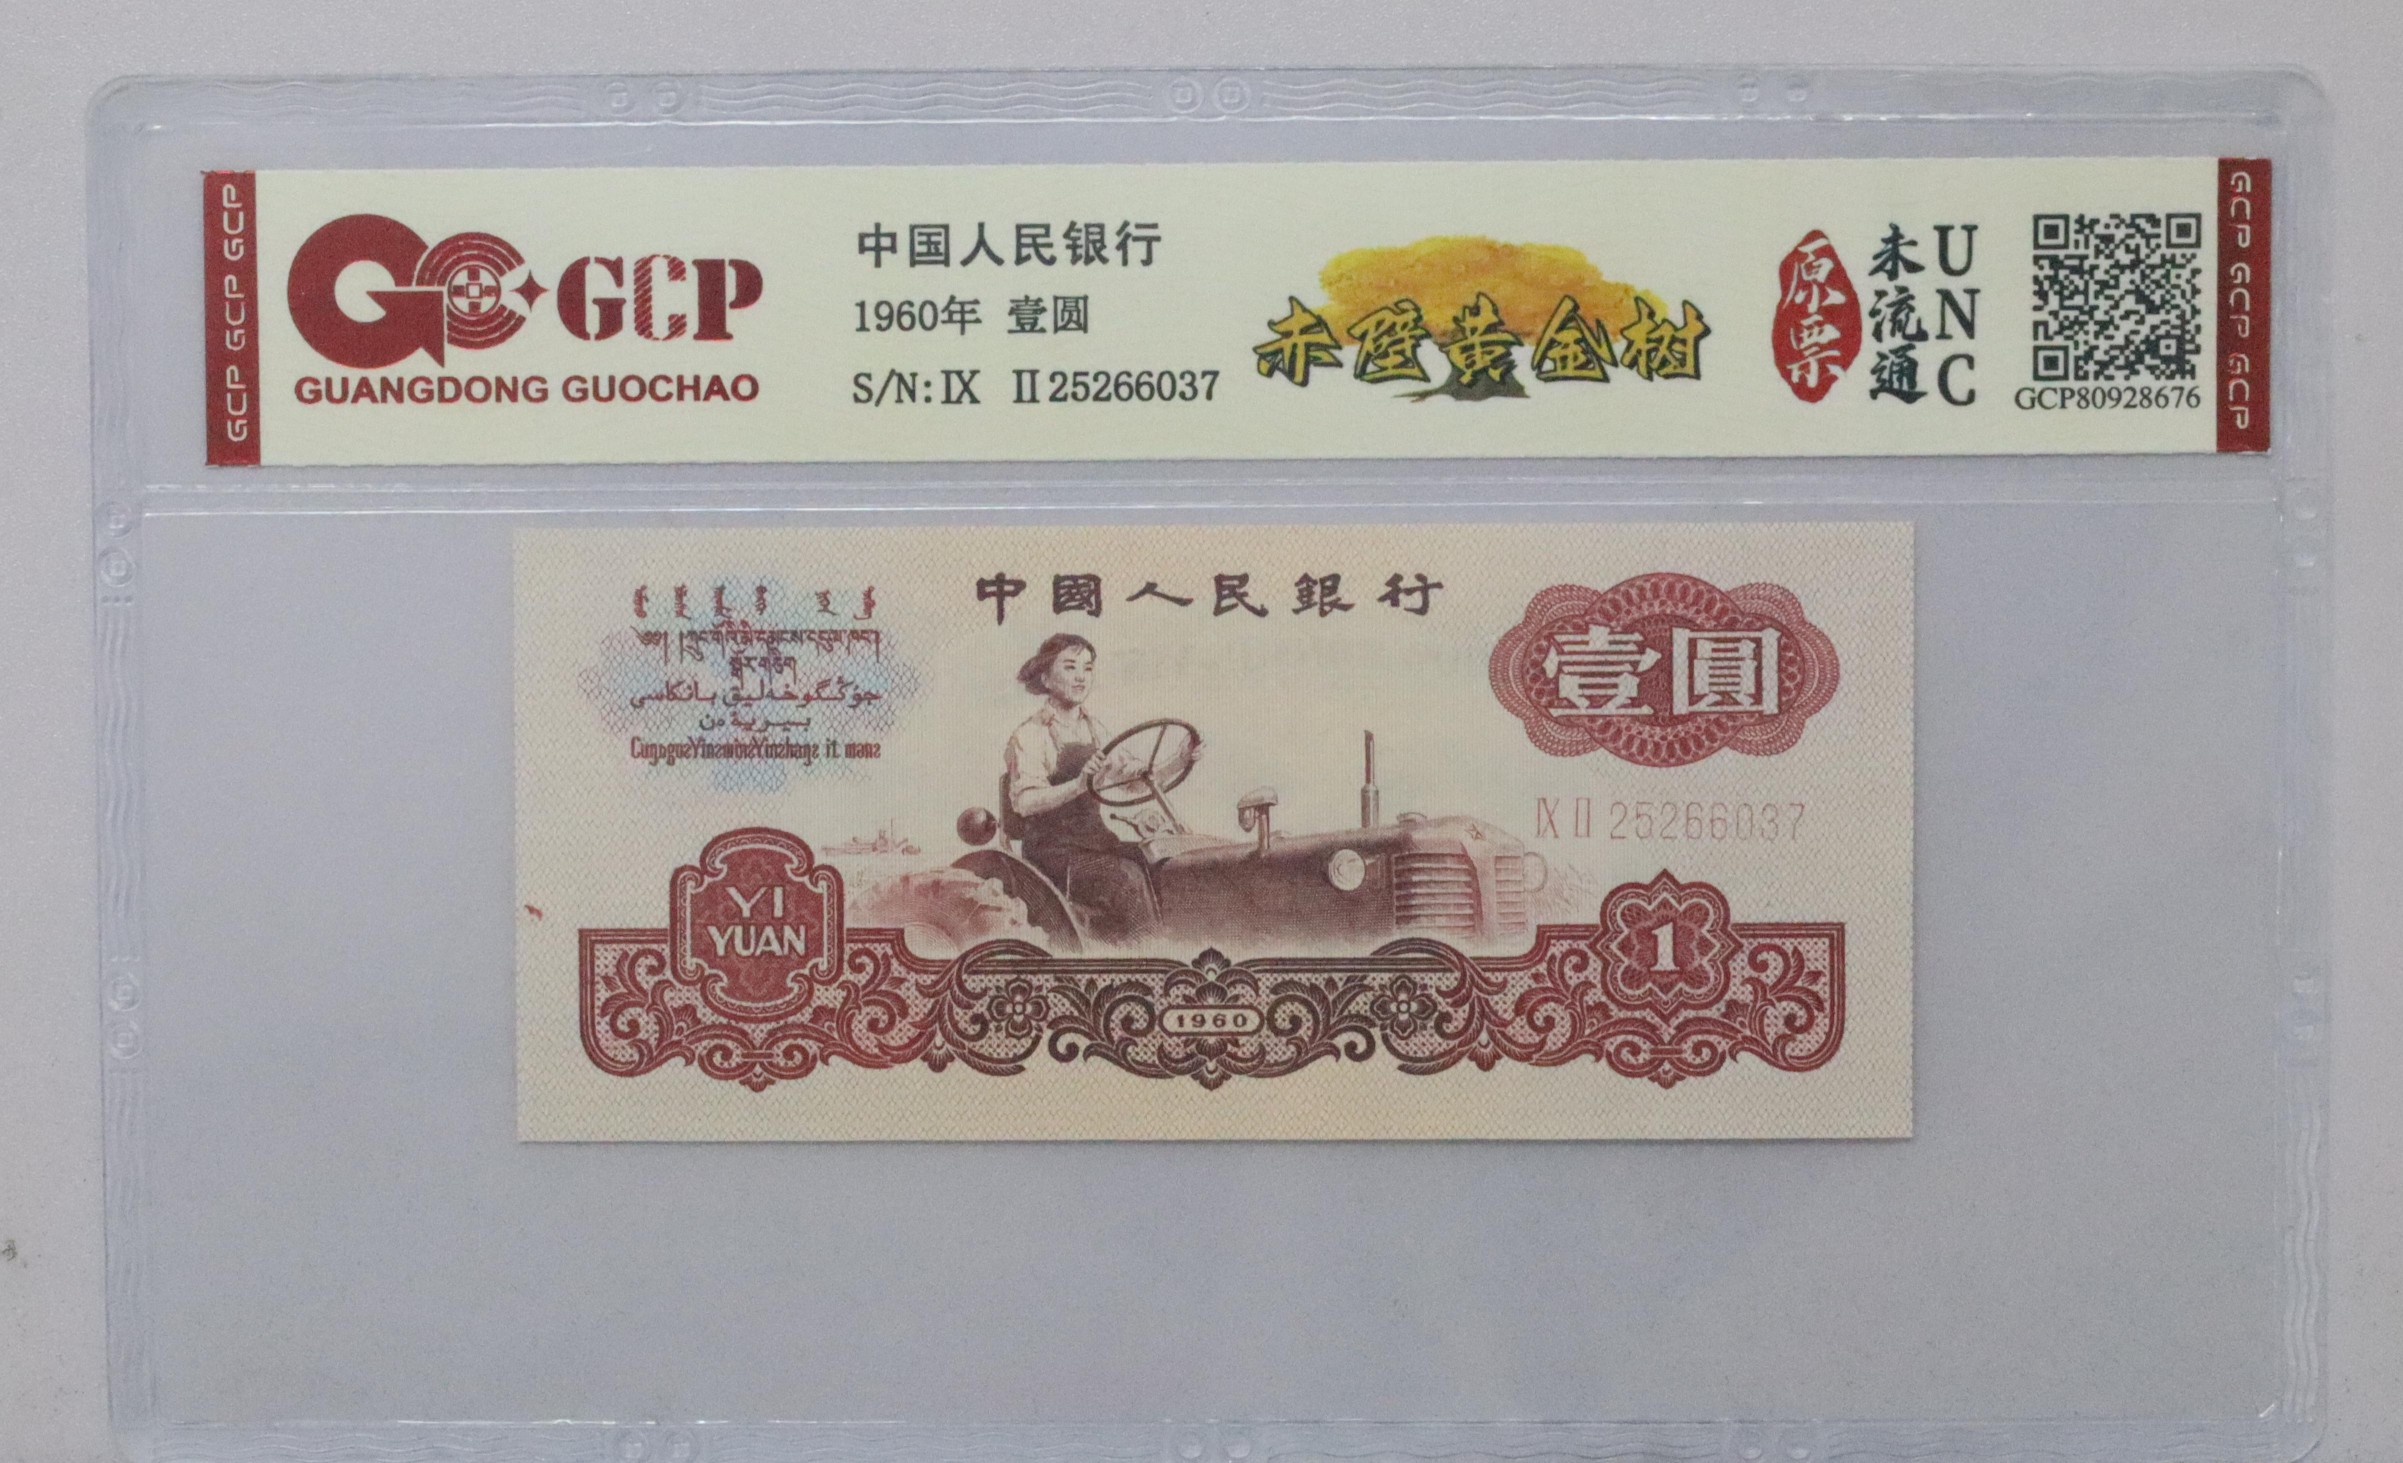 GCP GCP GCP
GCP
GUANGDONG GUOCHAO
中国人民银行
1960年 壹圆
S/N:Ⅸ Ⅱ25266037
赤壁黄金树
原票
未流通
UNC
GCP80928676
GCP GCP GCP
中國人民銀行
壹圓
ⅨⅡ25266037
YI
YUAN
1
1960